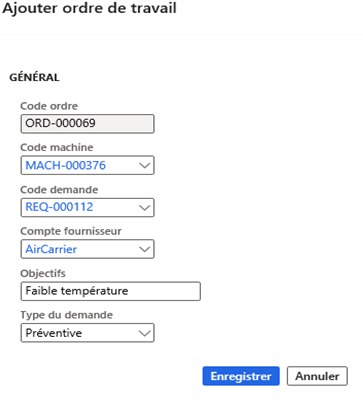 Ajouter ordre de travail
GÉNÉRAL
Code ordre
ORD-000069
Code machine
MACH-000376
Code demande
REQ-000112
Compte fournisseur
AirCarrier
Objectifs
Faible température
Type du demande
Préventive
Enregistrer Annuler